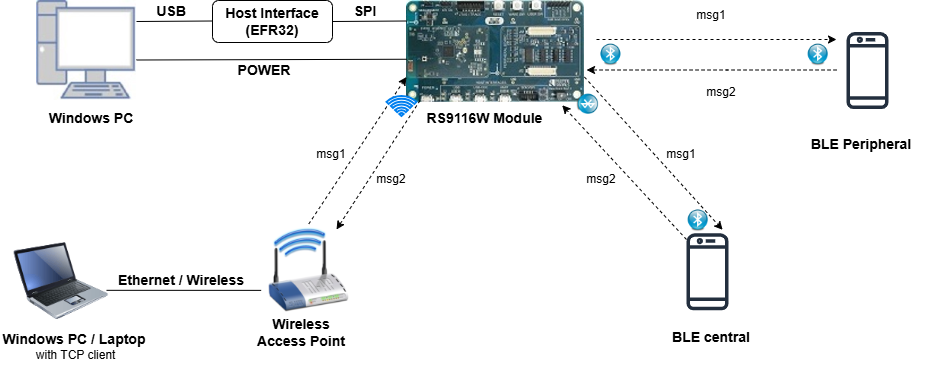 USB
Host Interface
(EFR32)
SPI
POWER
Windows PC
RS9116W Module
msg1
msg2
BLE Peripheral
msg1
msg2
msg1
msg2
BLE central
Ethernet / Wireless
Wireless
Access Point
Windows PC / Laptop
with TCP client